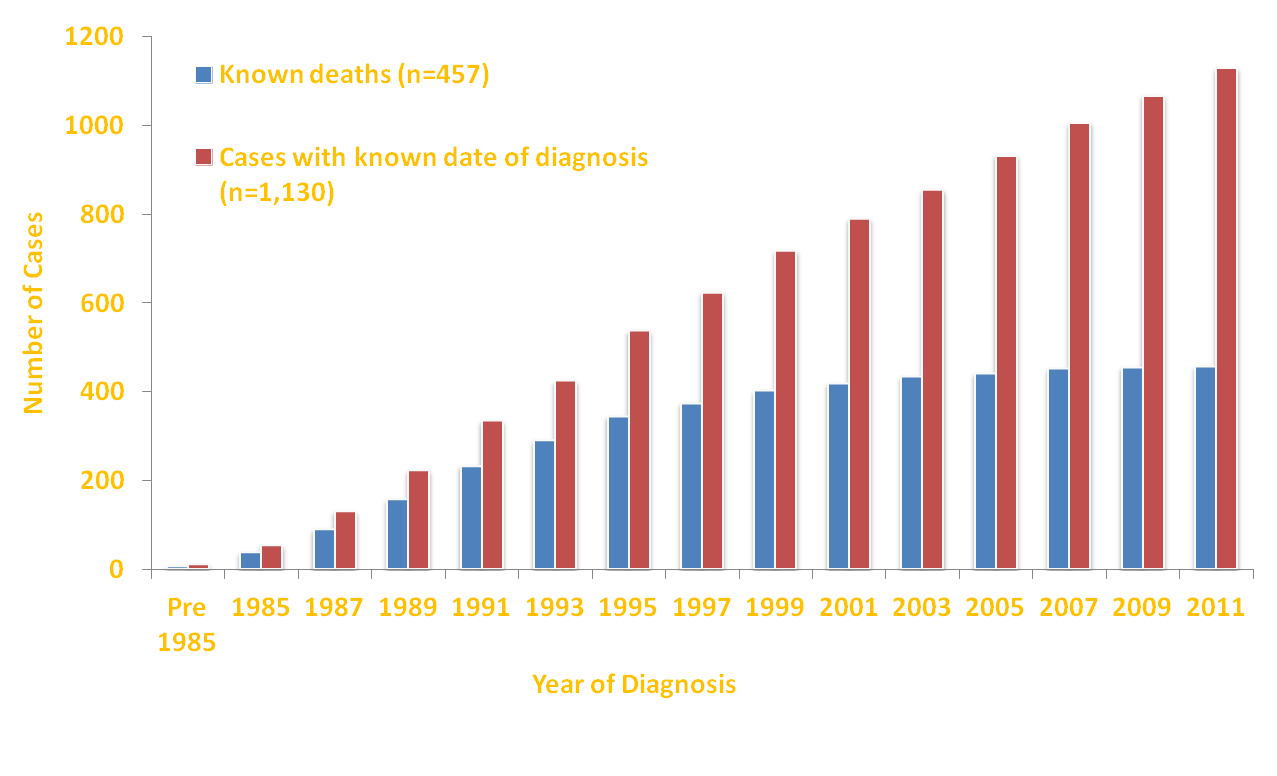 1200
1000
800
600
400
200
0
Number of Cases
Known deaths (n=457)
Cases with known date of diagnosis
(n=1,130)
Pre 1985 1985 1987 1989 1991 1993 1995 1997 1999 2001 2003 2005 2007 2009 2011
Year of Diagnosis